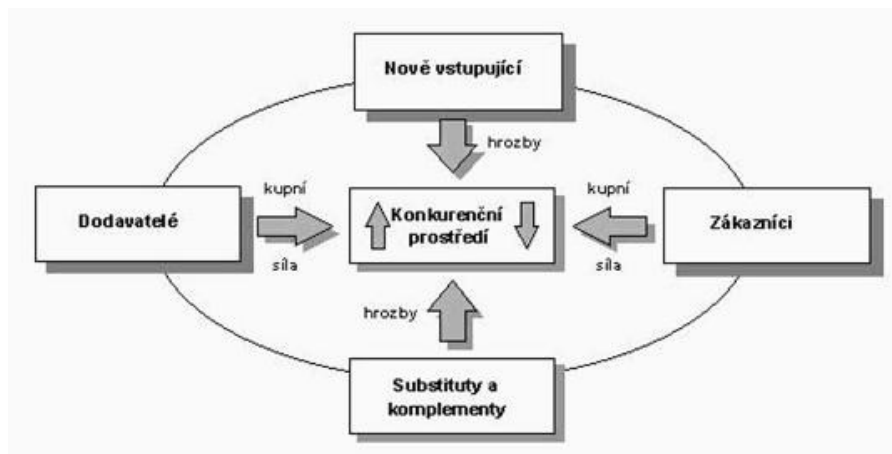 Nově vstupující
hrozby
kupní
síla
Dodavatelé
Konkurenční
prostředí
kupní
síla
Zákazníci
hrozby
Substituty a
komplementy